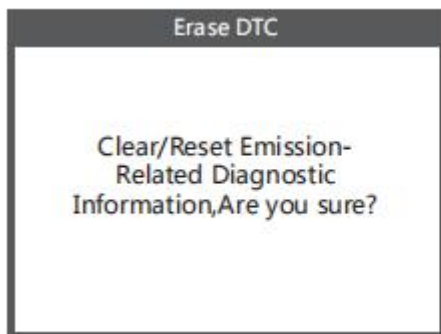 Erase DTC
Clear/Reset Emission-
Related Diagnostic
Information,Are you sure?